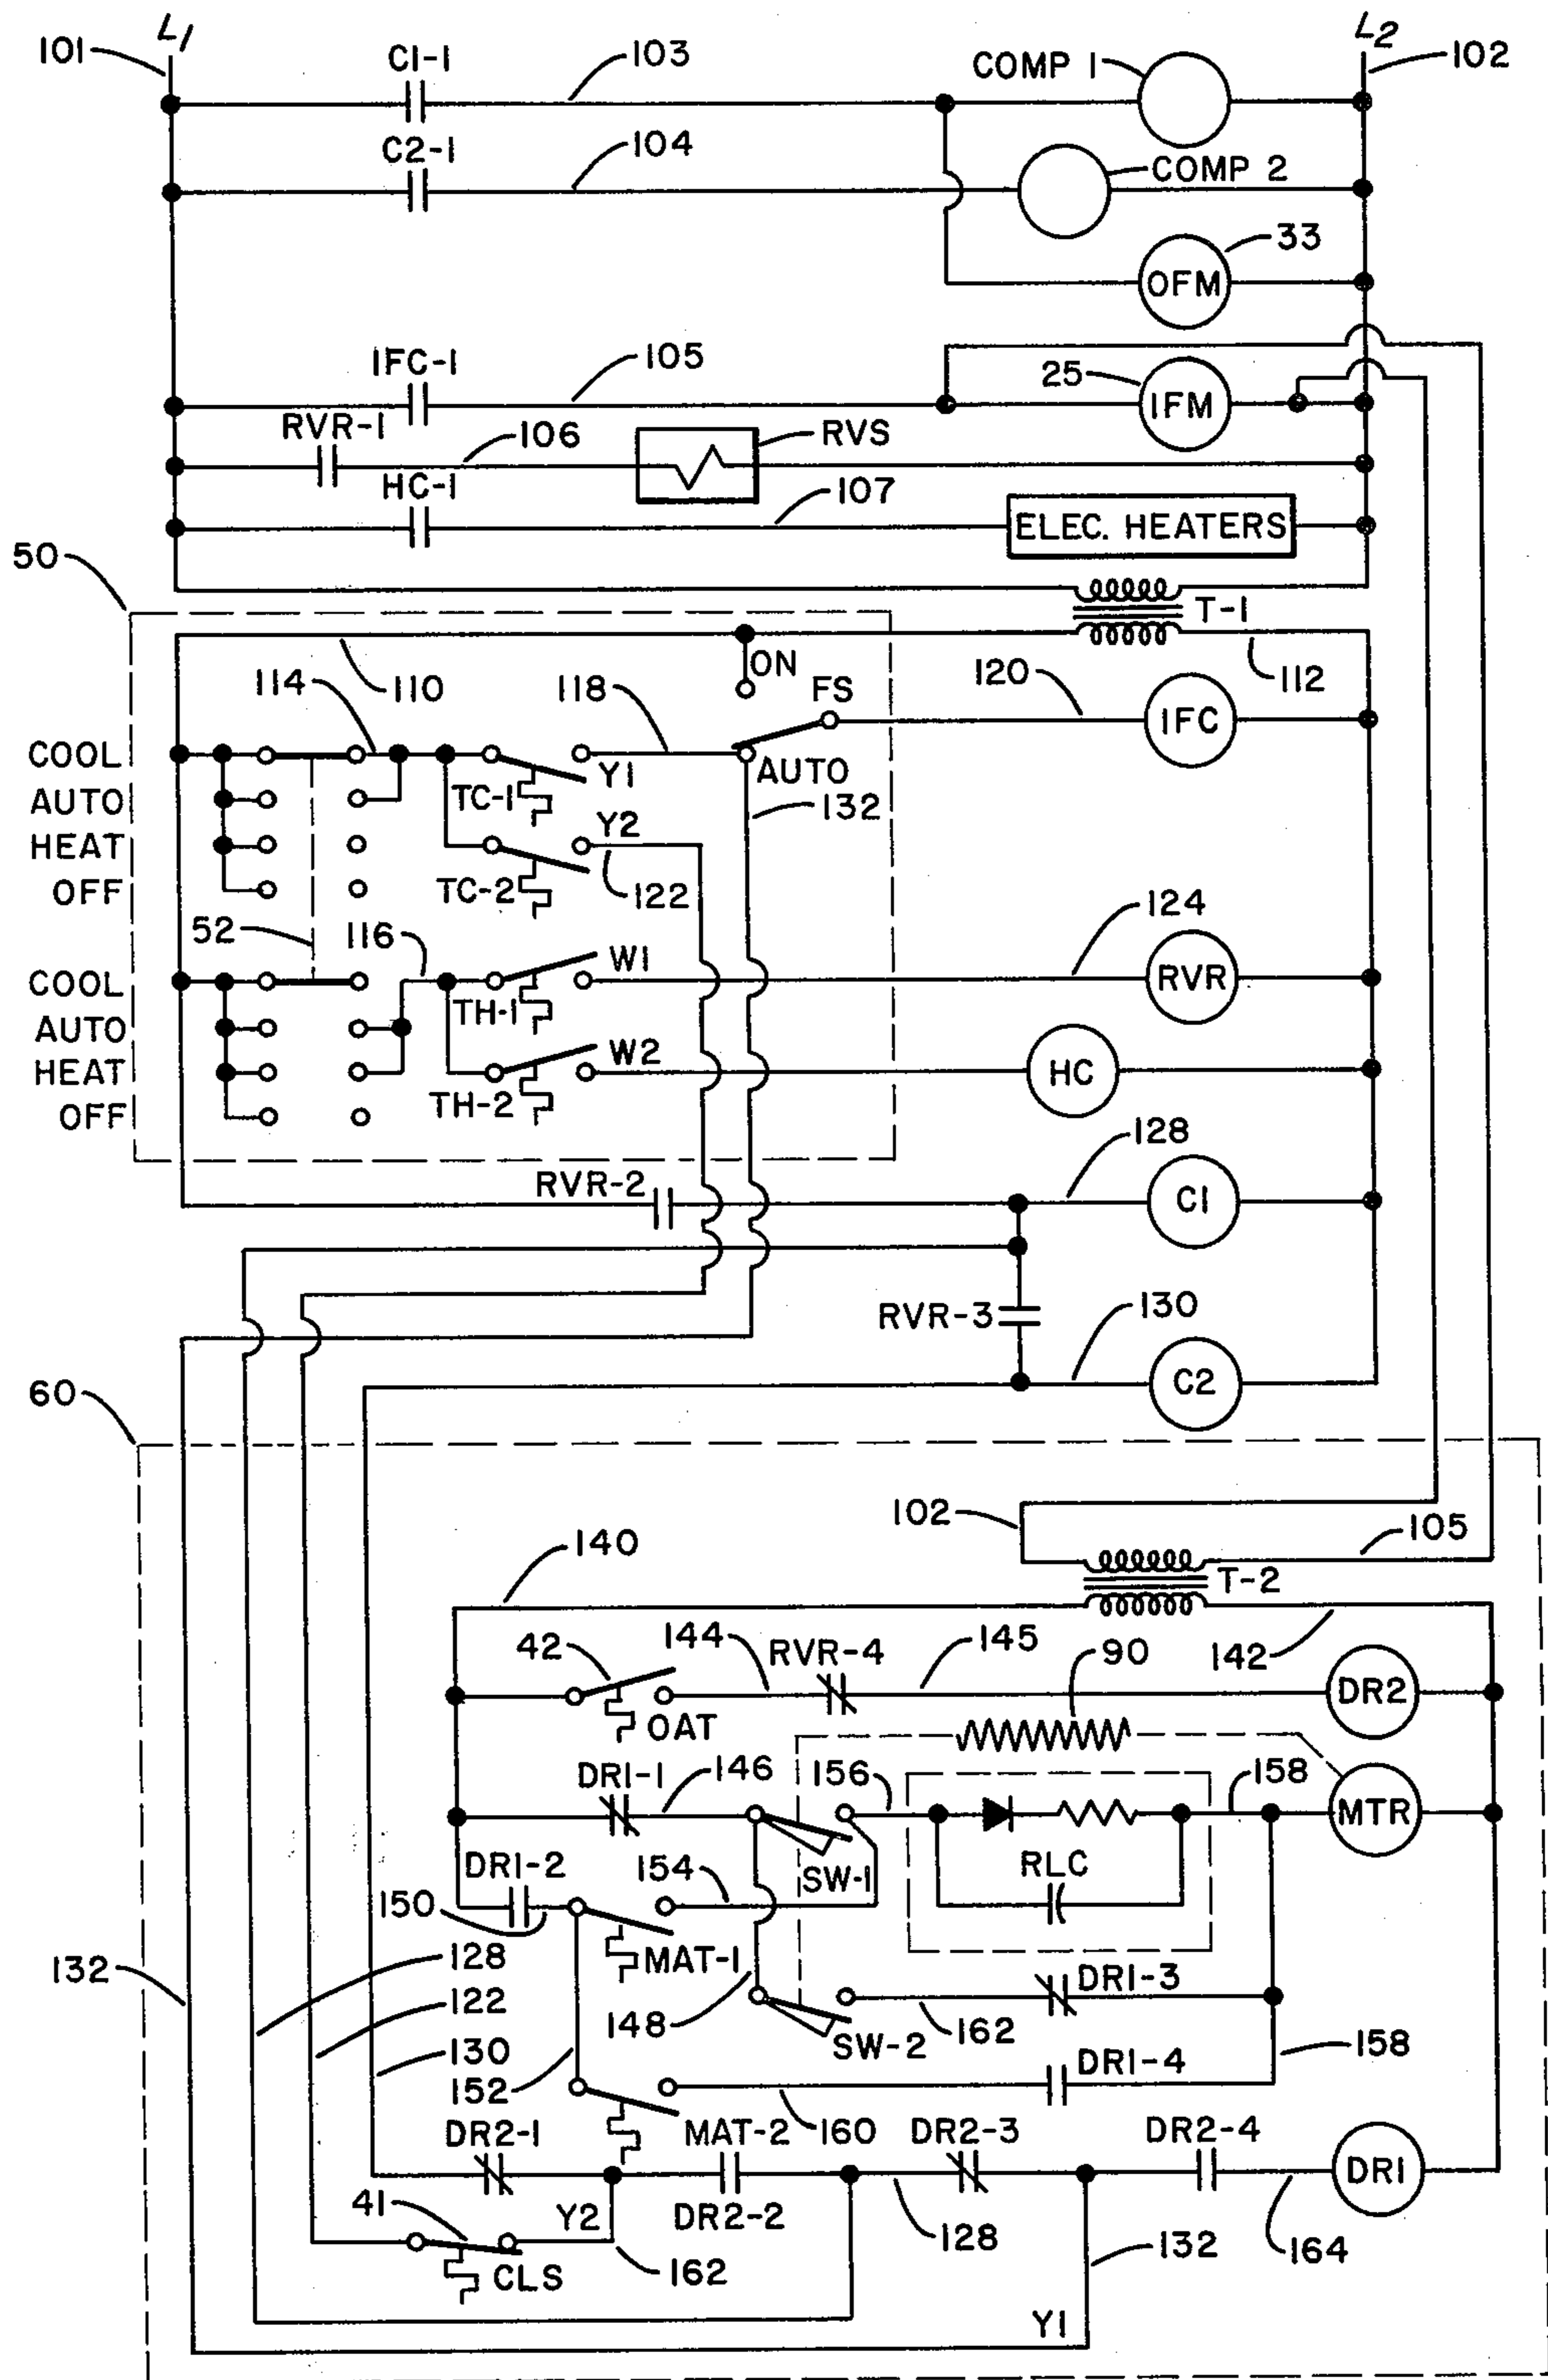 L1
L2
101
C1-1
103
COMP 1
102
C2-1
104
COMP 2
33
OFM
IFC-1
105
25
IFM
RVR-1
106
RVS
HC-1
107
ELEC. HEATERS
50
T-1
ON
114
110
118
FS
120
112
IFC
COOL
Y1
AUTO
AUTO
TC-1
132
HEAT
Y2
OFF
TC-2
122
52
116
124
W1
COOL
RVR
AUTO
TH-1
HEAT
W2
HC
OFF
TH-2
128
RVR-2
C1
RVR-3
130
C2
60
102
105
140
T-2
42
144
RVR-4
145
90
142
DR2
OAT
DR1-1
146
156
158
MTR
DR1-2
154
SW-1
RLC
150
MAT-1
132
128
DR1-3
122
148
162
130
SW-2
158
152
DR1-4
DR2-1
MAT-2
160
DR2-3
DR2-4
DR1
41
Y2
DR2-2
128
132
164
CLS
162
Y1